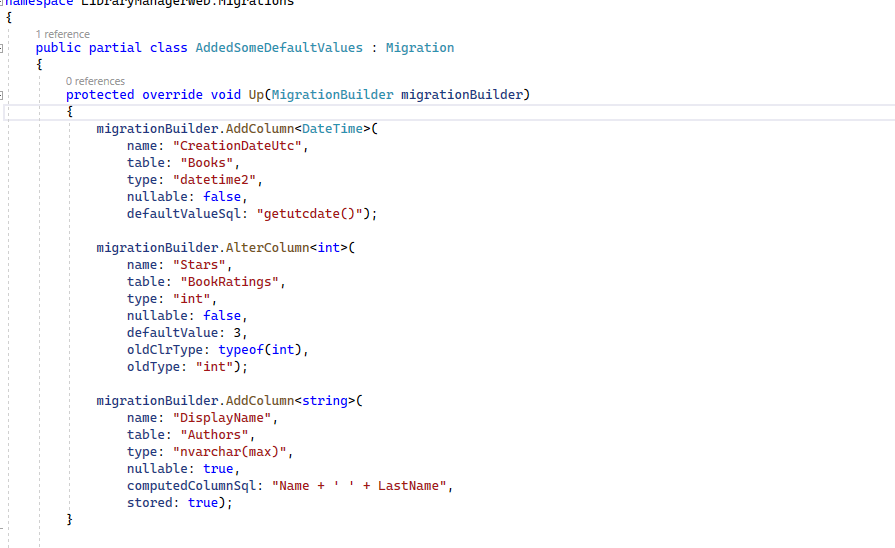 namespace LibraryManagerWeb.Migrations
{
1 reference
public partial class AddedSomeDefaultValues : Migration
{
0 references
protected override void Up(MigrationBuilder migrationBuilder)
{
migrationBuilder.AddColumn<DateTime>(
name: "CreationDateUtc",
table: "Books",
type: "datetime2",
nullable: false,
defaultValueSql: "getutcdate()");
migrationBuilder.AlterColumn<int>(
name: "Stars",
table: "BookRatings",
type: "int",
nullable: false,
defaultValue: 3,
oldClrType: typeof(int),
oldType: "int");
migrationBuilder.AddColumn<string>(
name: "DisplayName",
table: "Authors",
type: "nvarchar(max)",
nullable: true,
computedColumnSql: "Name + ' ' + LastName",
stored: true);
}